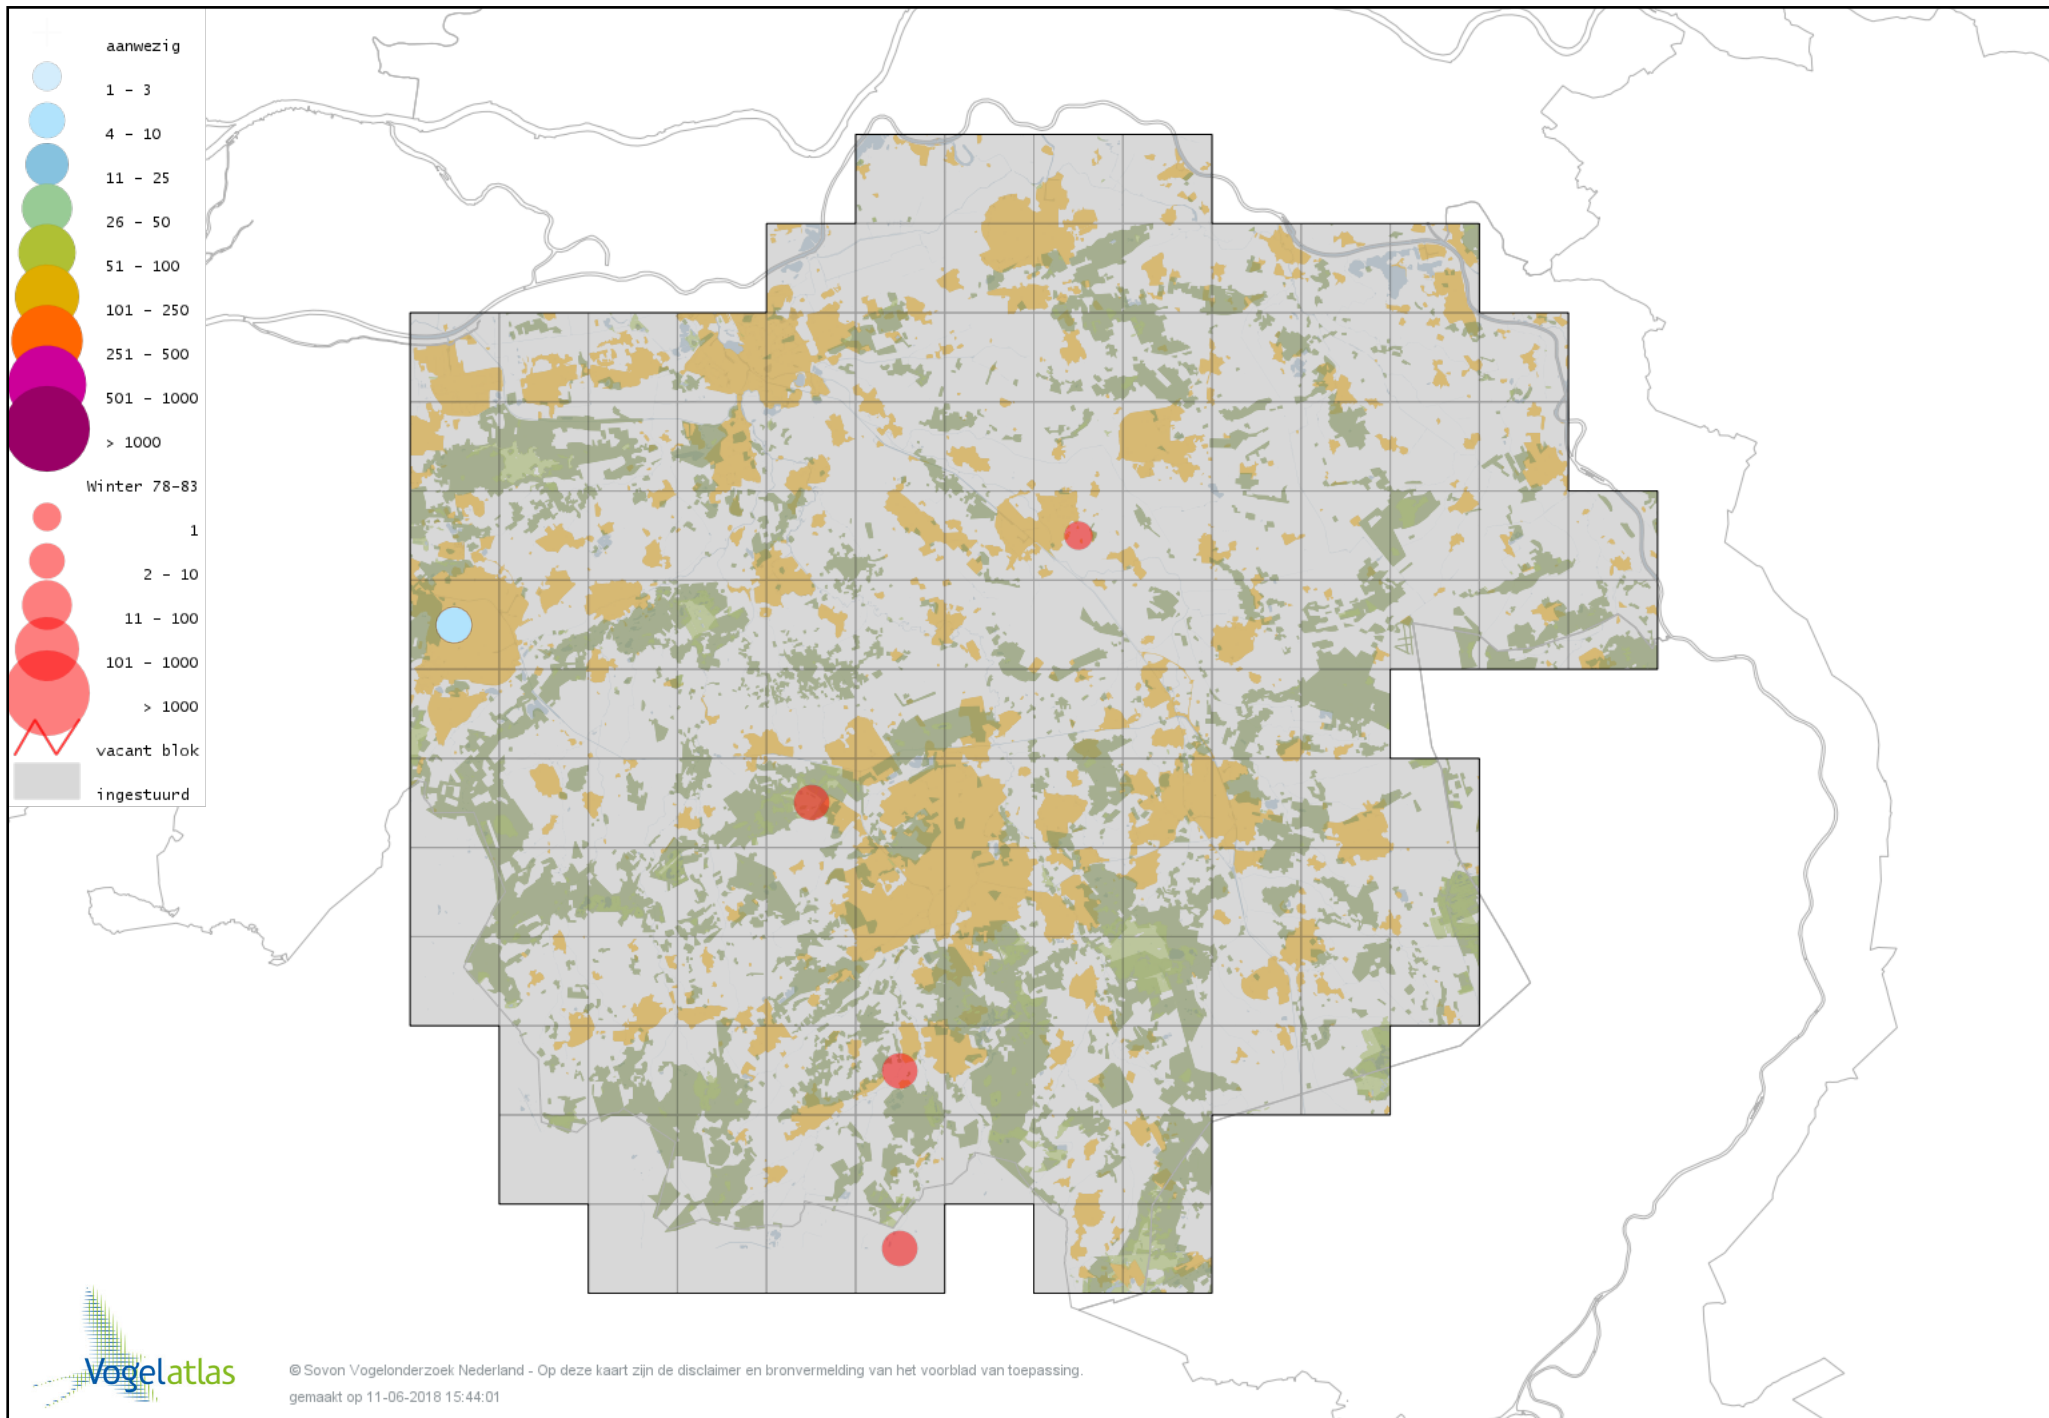 aanwezig
1 - 3
4 - 10
11 - 25
26 - 50
51 - 100
101 - 250
251 - 500
501 - 1000
> 1000
Winter 78-83
1
2 - 10
11 - 100
101 - 1000
> 1000
vacant blok
ingestuurd
Vogelatlas
© Sovon Vogelonderzoek Nederland - Op deze kaart zijn de disclaimer en bronvermelding van het voorblad van toepassing.
gemaakt op 11-06-2018 15:44:01